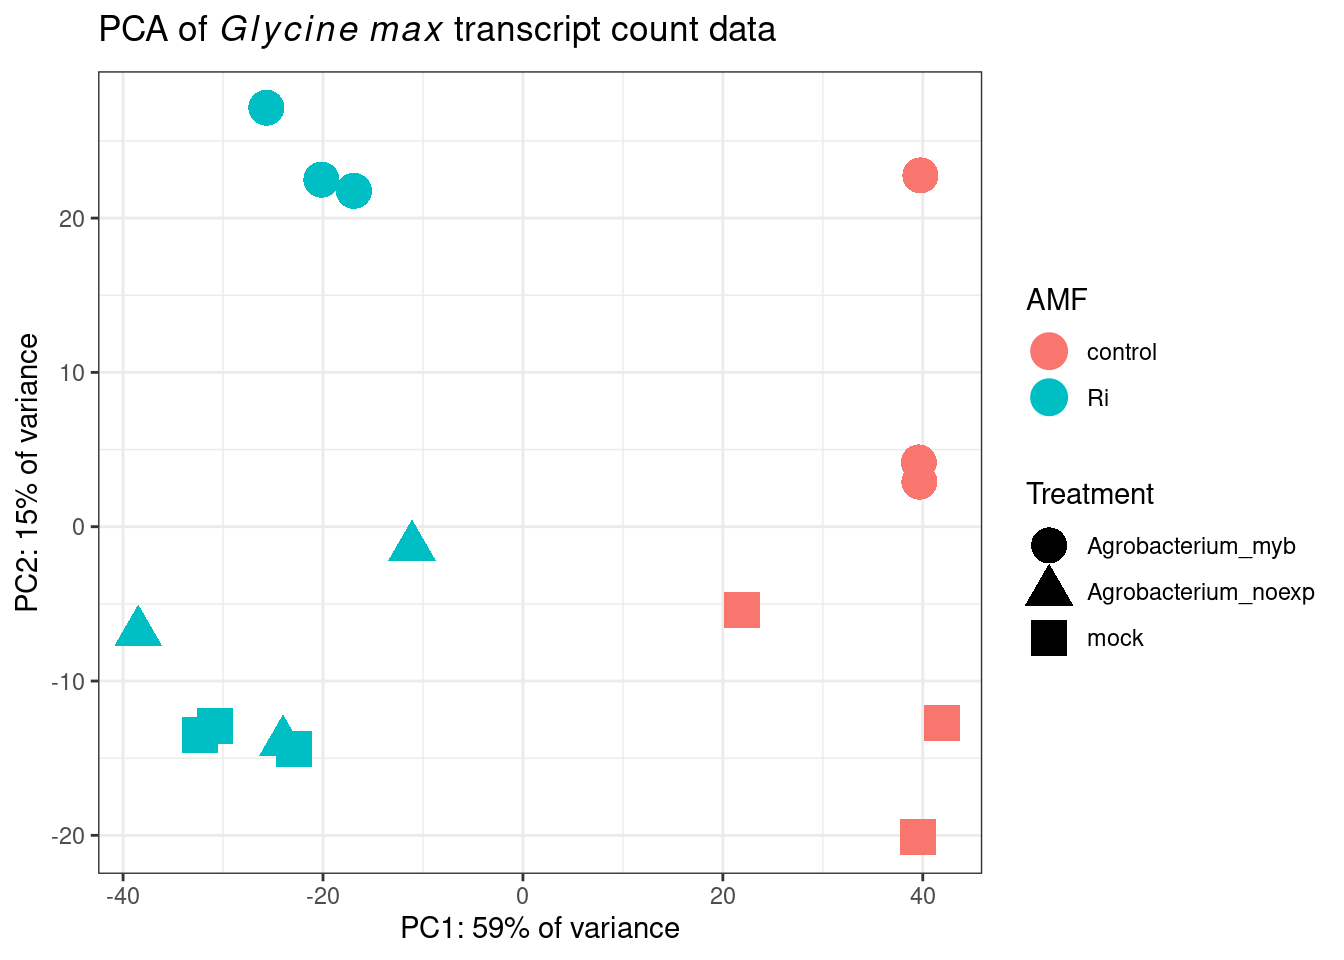 PCA of Glycine max transcript count data
20
10
0
-10
-20
PC2: 15% of variance
-40
-20
0
20
40
PC1: 59% of variance
AMF
control
Ri
Treatment
Agrobacterium_myb
Agrobacterium_noexp
mock